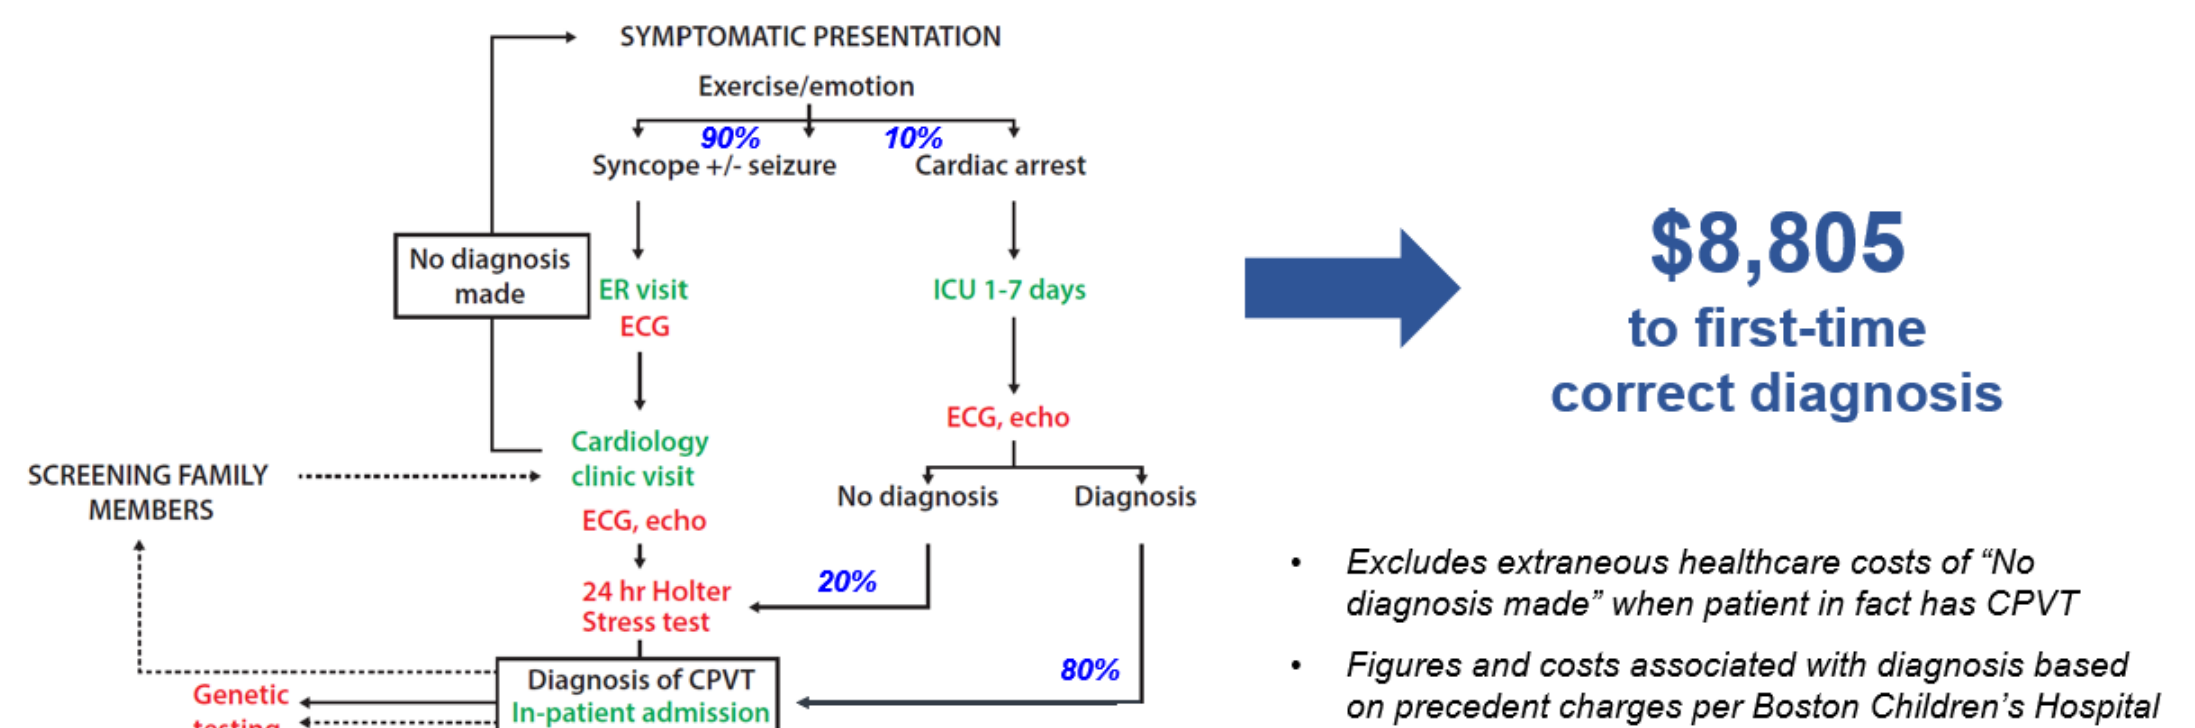 SYMPTOMATIC PRESENTATION
Exercise/emotion
90%
10%
Syncope +/- seizure
Cardiac arrest
No diagnosis
made
ER visit
ECG
ICU 1-7 days
ECG, echo
Cardiology
clinic visit
ECG, echo
SCREENING FAMILY
MEMBERS
No diagnosis
Diagnosis
20%
24 hr Holter
Stress test
80%
Diagnosis of CPVT
In-patient admission
Genetic
testing
$8,805
to first-time
correct diagnosis
• Excludes extraneous healthcare costs of “No
diagnosis made” when patient in fact has CPVT
• Figures and costs associated with diagnosis based
on precedent charges per Boston Children’s Hospital